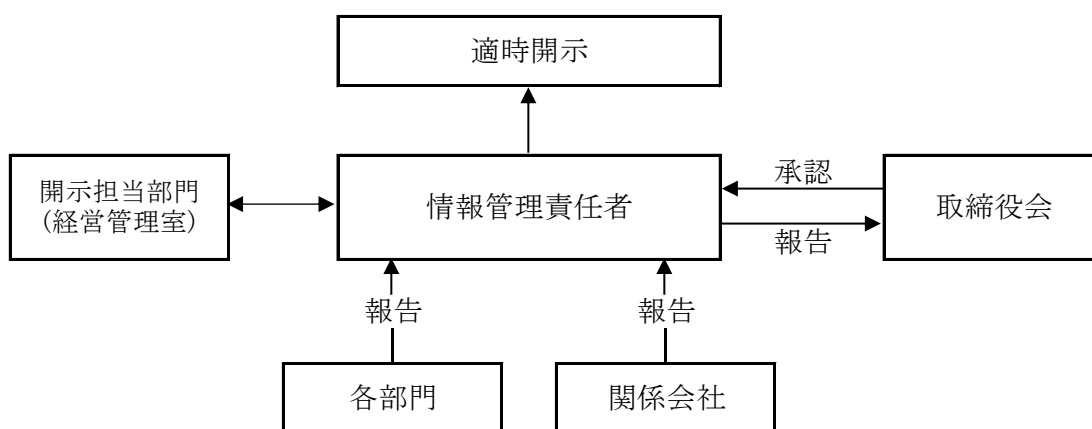 適時開示
開示担当部門
(経営管理室)
情報管理責任者
承認
報告
取締役会
報告
報告
各部門
関係会社